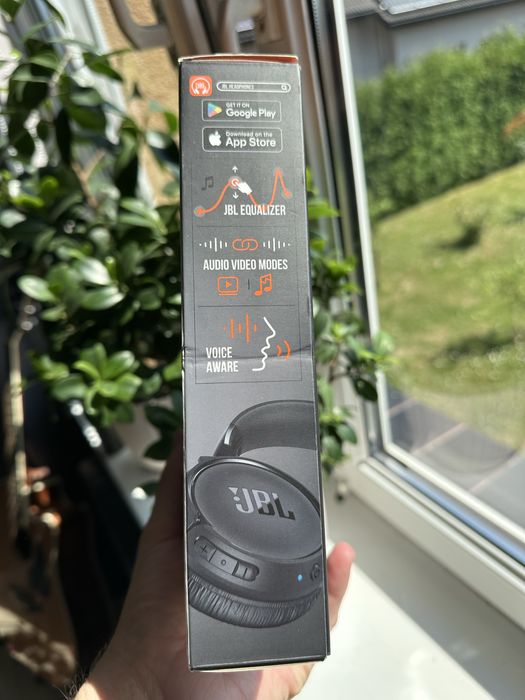 JBL
JBL HEADPHONES
GET IT ON
Google Play
Download on the
App Store
JBL EQUALIZER
AUDIO VIDEO MODES
VOICE
AWARE
JBL